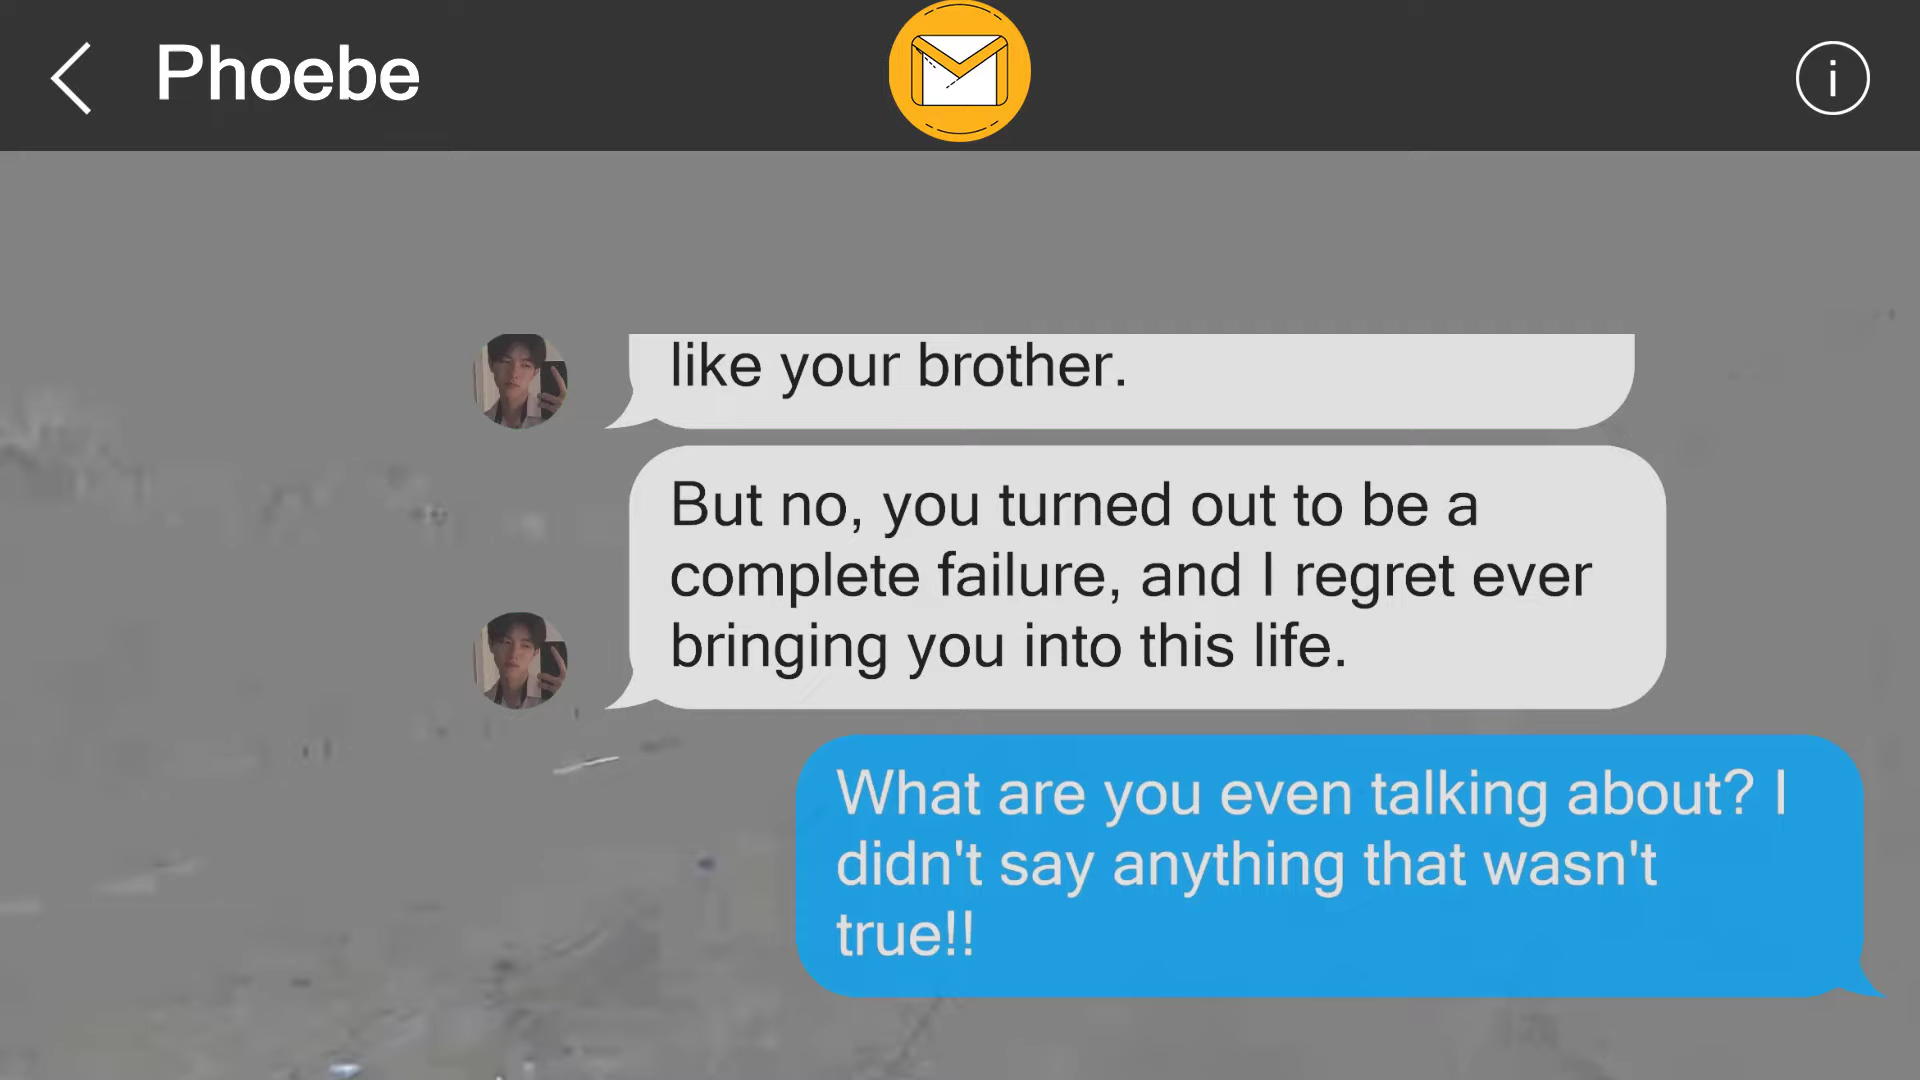 Phoebe
i
like your brother.
But no, you turned out to be a
complete failure, and I regret ever
bringing you into this life.
What are you even talking about? I
didn't say anything that wasn't
true!!